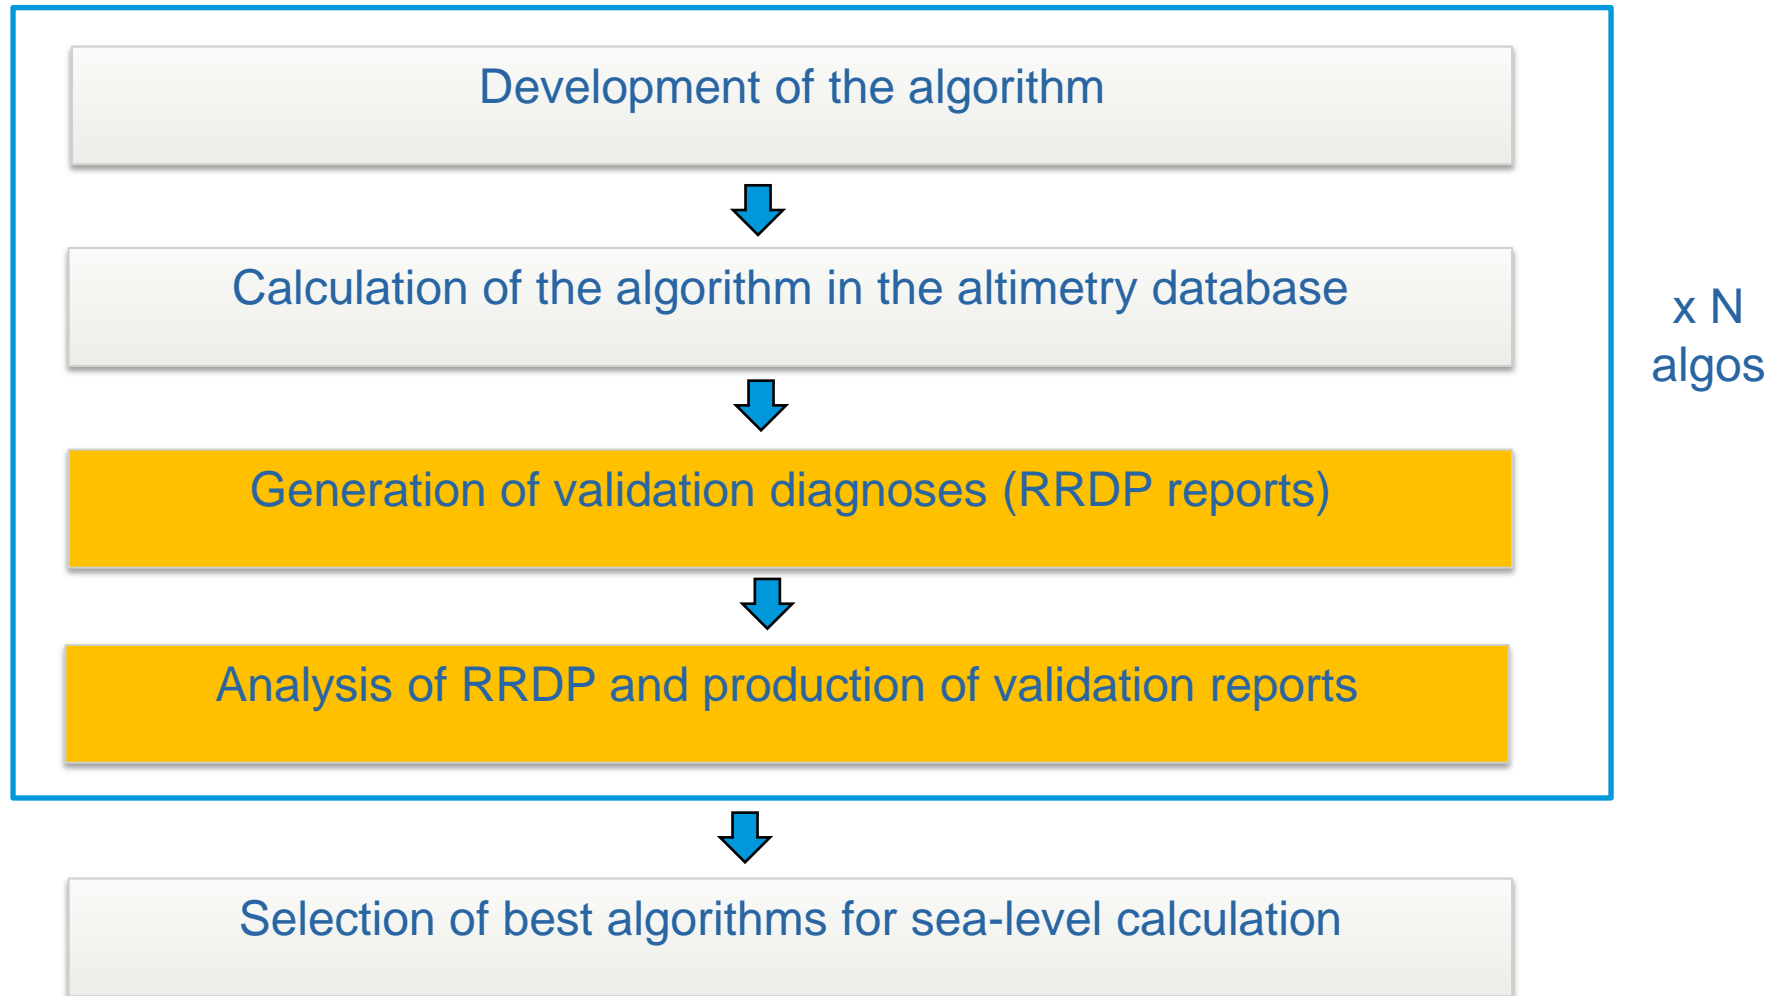 Development of the algorithm
Calculation of the algorithm in the altimetry database
x N
algos
Generation of validation diagnoses (RRDP reports)
Analysis of RRDP and production of validation reports
Selection of best algorithms for sea-level calculation